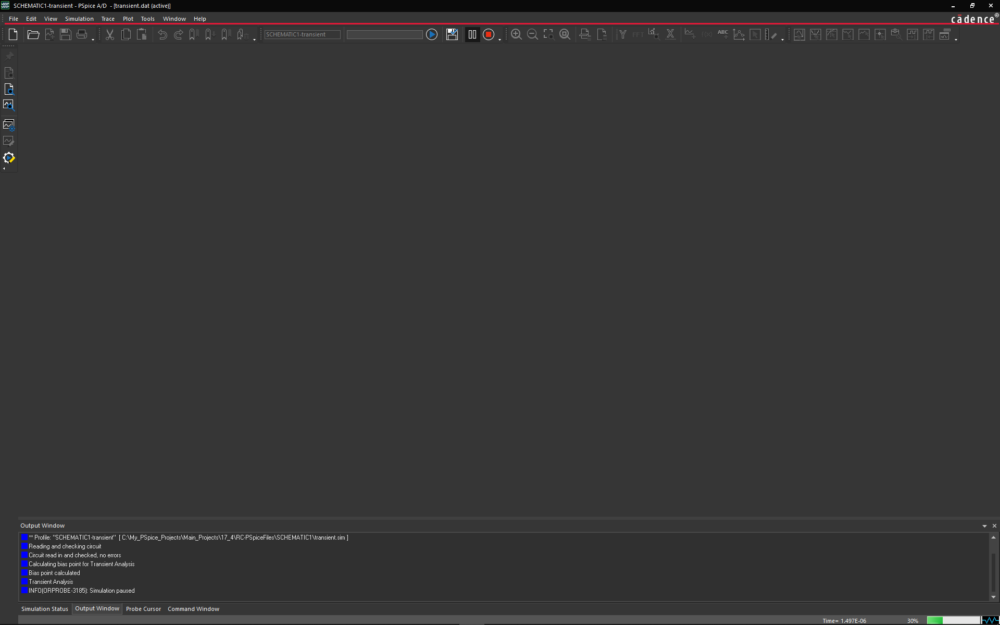 SCHEMATIC1-transient - PSpice A/D - [transient.dat (active)]
File Edit View Simulation Trace Plot Tools Window Help
cādence®
SCHEMATIC1-transient
FFT
ABC
Output Window
** Profile: "SCHEMATIC1-transient" [ C:\My_PSpice_Projects\Main_Projects\17_4\RC-PSpiceFiles\SCHEMATIC1\transient.sim ]
Reading and checking circuit
Circuit read in and checked, no errors
Calculating bias point for Transient Analysis
Bias point calculated
Transient Analysis
INFO(ORPROBE-3185): Simulation paused
Simulation Status Output Window Probe Cursor Command Window
Time= 1.497E-06 30%